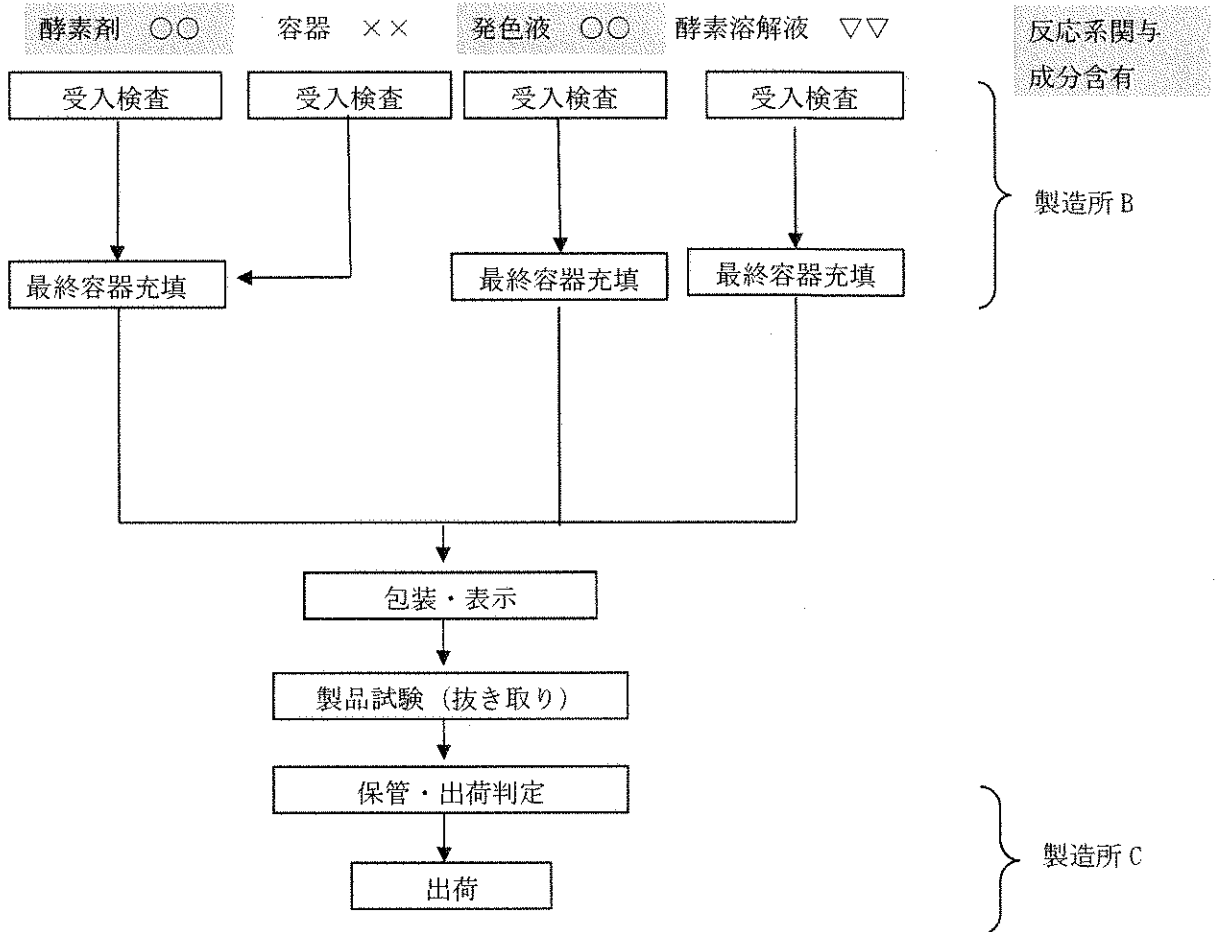 酵素剤 ○○ 容器 ×× 発色液 ○○ 酵素溶解液 ▽▽ 反応系関与
成分含有
受入検査 受入検査 受入検査 受入検査
製造所 B
最終容器充填 最終容器充填 最終容器充填
包装・表示
製品試験（抜き取り）
保管・出荷判定
製造所 C
出荷